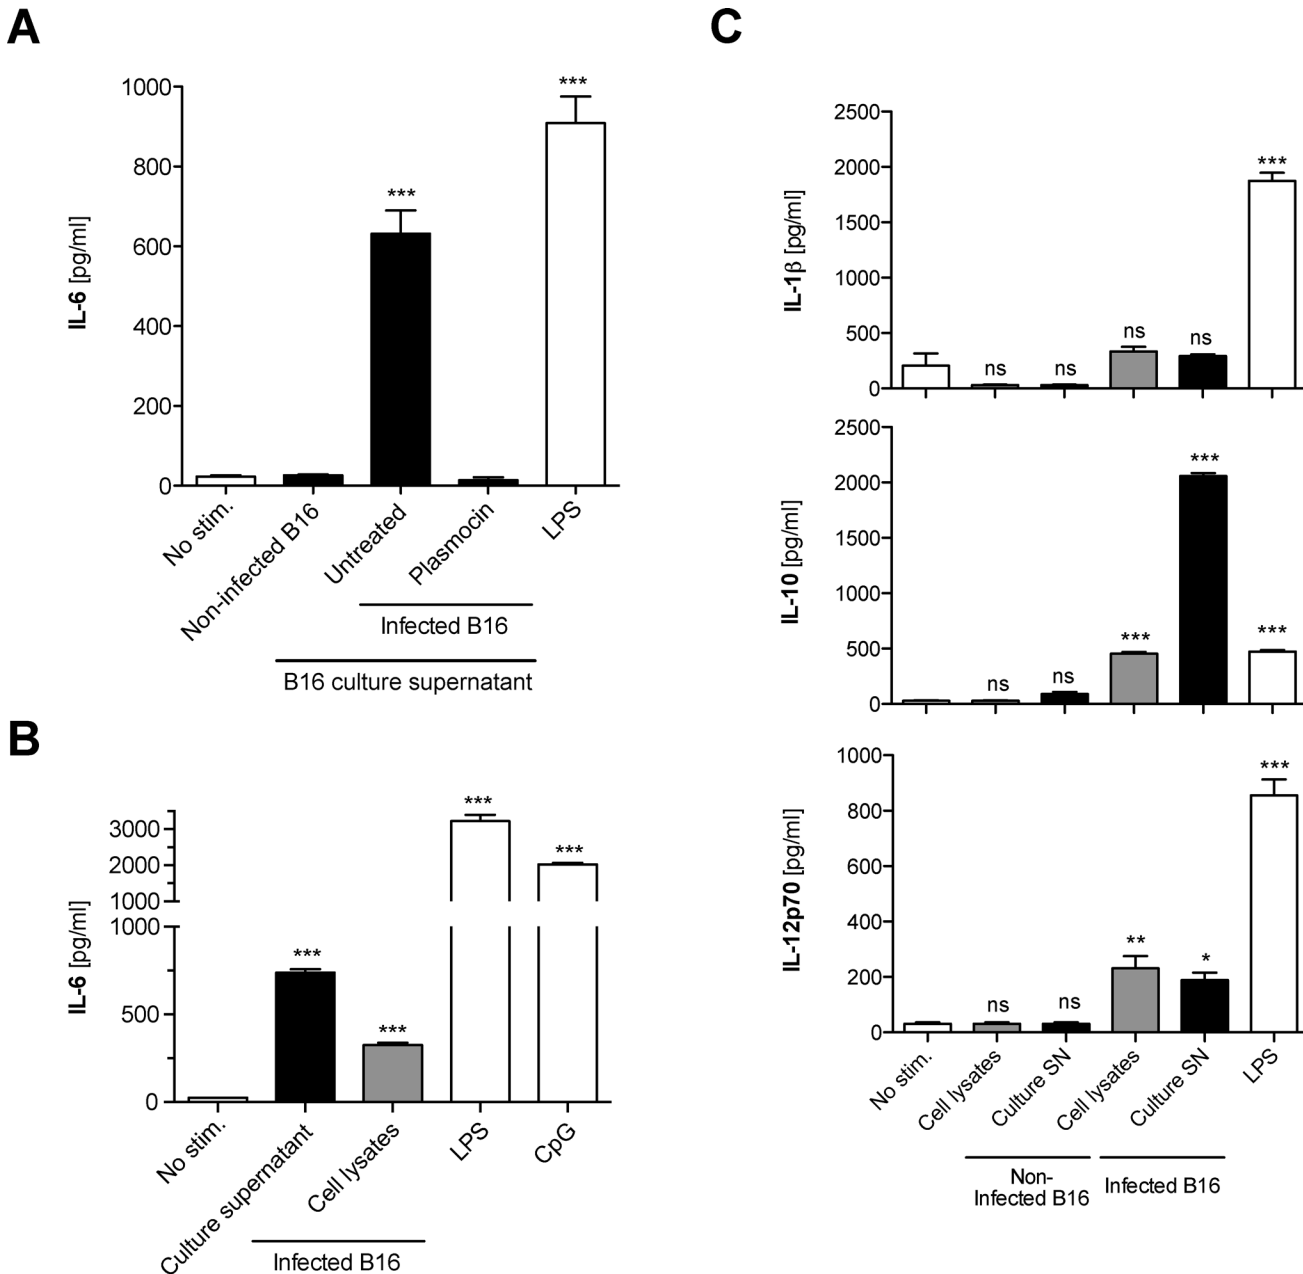 A
1000
800
600
400
200
0
IL-6 [pg/ml]
***
***
No stim.
Non-infected B16
Untreated
Plasmocin
LPS
Infected B16
B16 culture supernatant
B
3000
2000
1000
1000
500
0
IL-6 [pg/ml]
***
***
***
***
No stim.
Culture supernatant
Cell lysates
LPS
CpG
Infected B16
C
2500
2000
1500
1000
500
0
IL-1β [pg/ml]
ns
ns
ns
ns
***
2500
2000
1500
1000
500
0
IL-10 [pg/ml]
ns
ns
***
***
***
1000
800
600
400
200
0
IL-12p70 [pg/ml]
ns
ns
**
*
***
No stim.
Cell lysates
Culture SN
Cell lysates
Culture SN
LPS
Non-
Infected B16
Infected B16